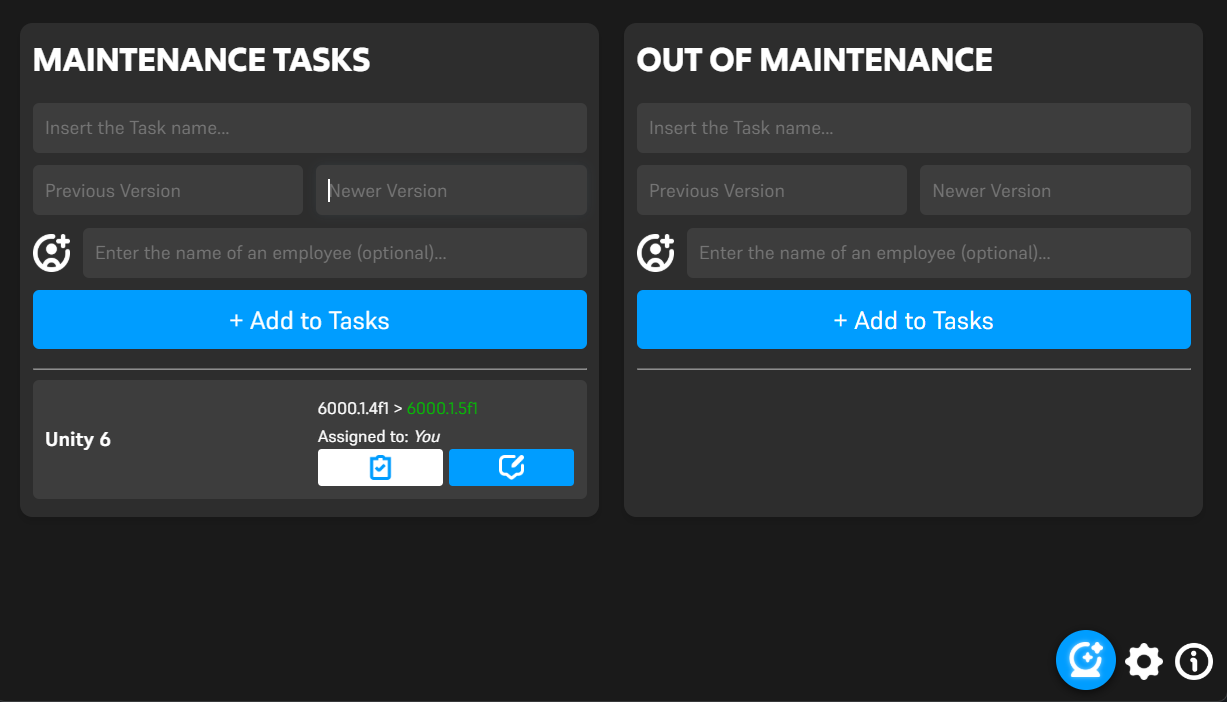 MAINTENANCE TASKS
Insert the Task name...
Previous Version
Newer Version
Enter the name of an employee (optional)...
+ Add to Tasks
Unity 6
6000.1.4f1 > 6000.1.5f1
Assigned to: You
OUT OF MAINTENANCE
Insert the Task name...
Previous Version
Newer Version
Enter the name of an employee (optional)...
+ Add to Tasks